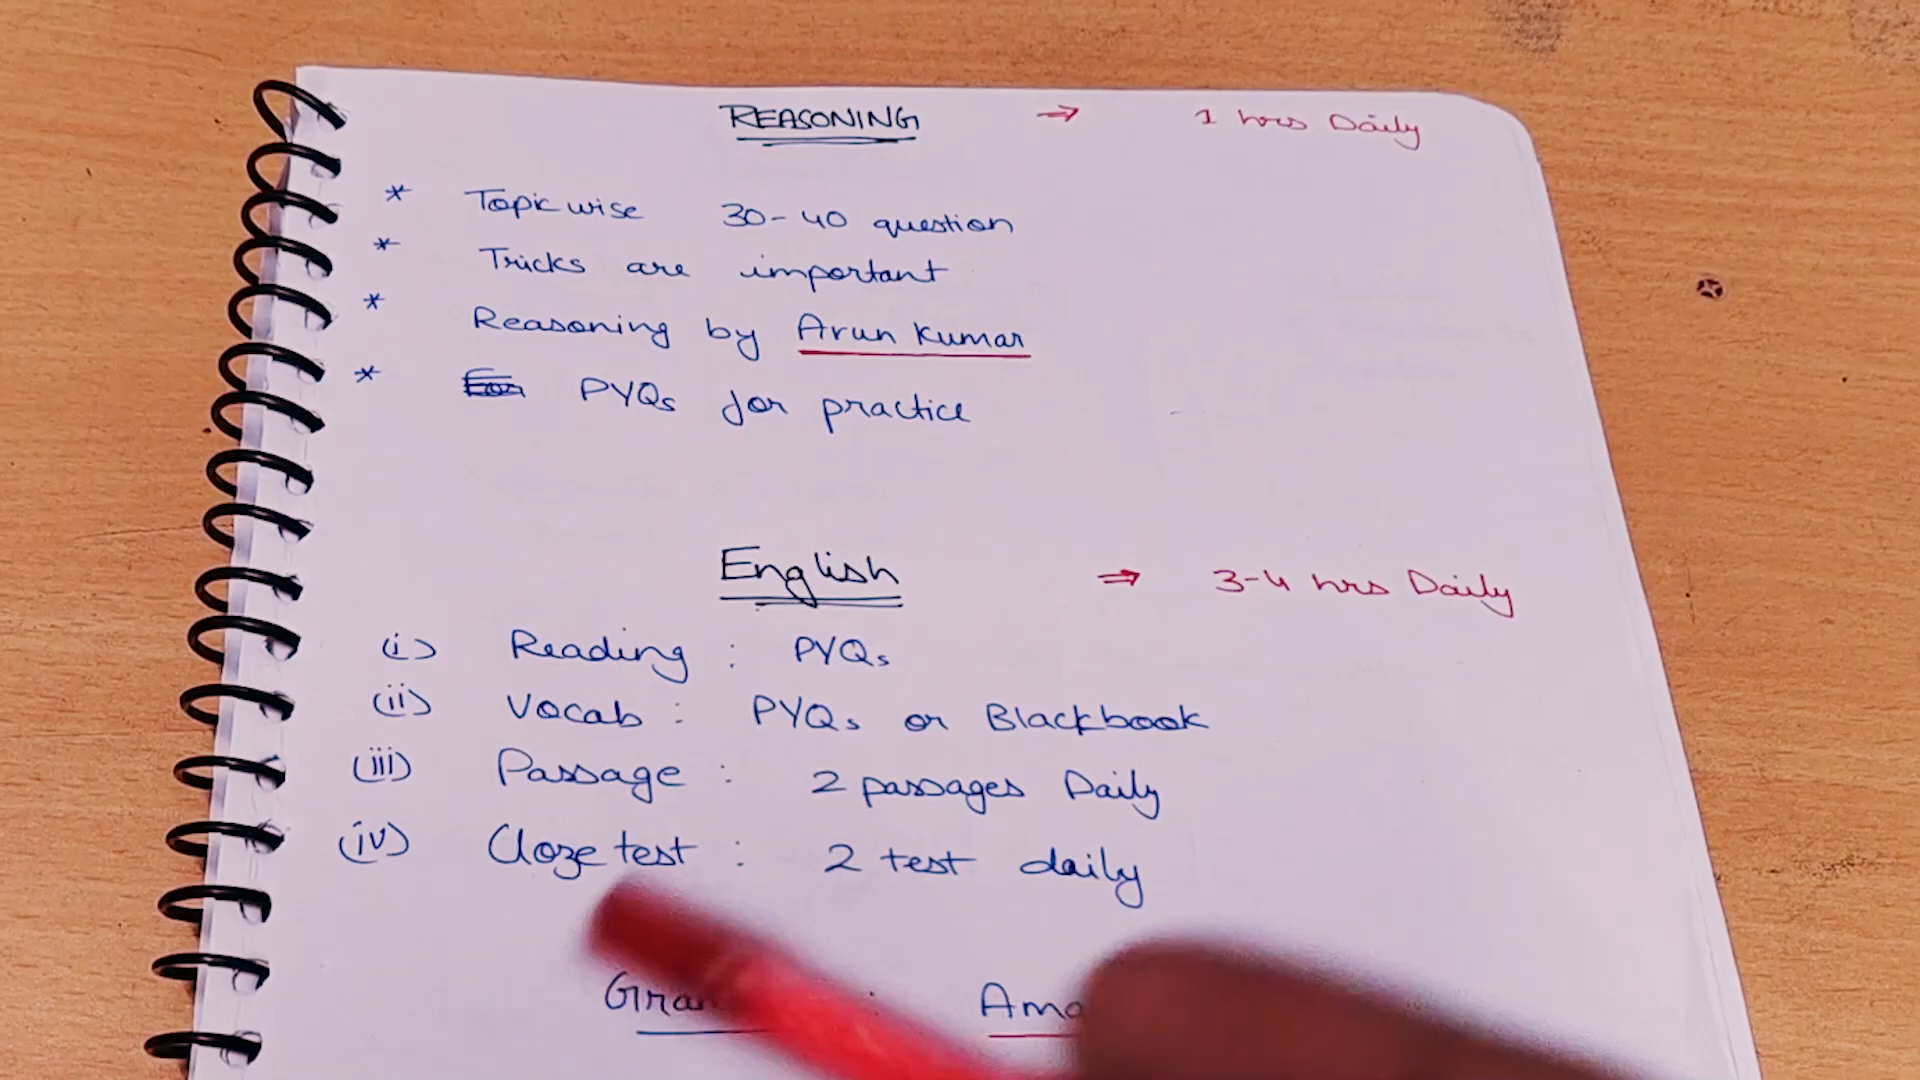 REASONING ⇒ 1 hrs Daily
* Topicwise 30-40 question
* Tricks are important
* Reasoning by Arun Kumar
* PYQs for practice
English ⇒ 3-4 hrs Daily
(i) Reading : PYQs
(ii) Vocab : PYQs or Blackbook
(iii) Passage : 2 passages Daily
(iv) Cloze test : 2 test daily